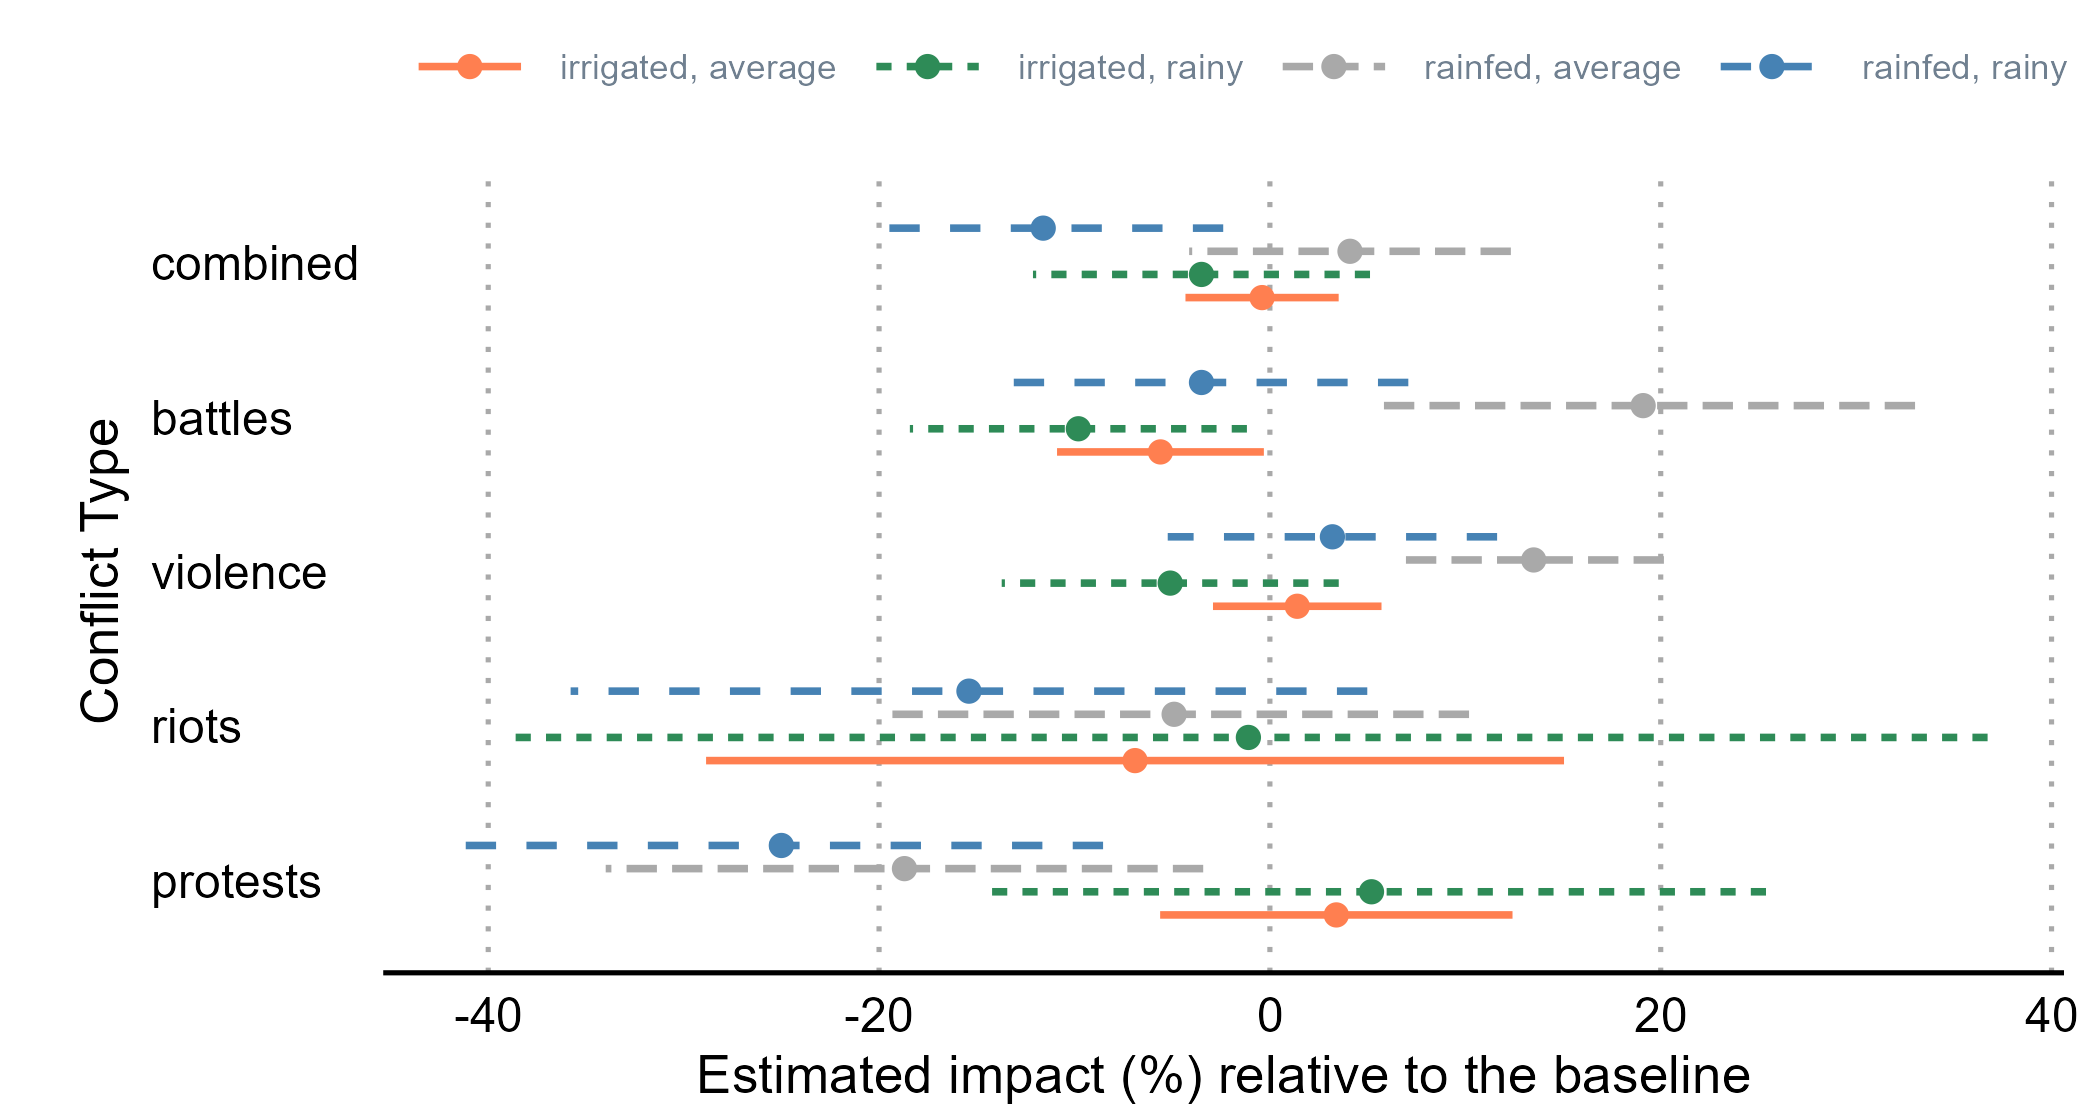 irrigated, average irrigated, rainy rainfed, average rainfed, rainy
combined
battles
violence
riots
protests
Conflict Type
-40 -20 0 20 40
Estimated impact (%) relative to the baseline